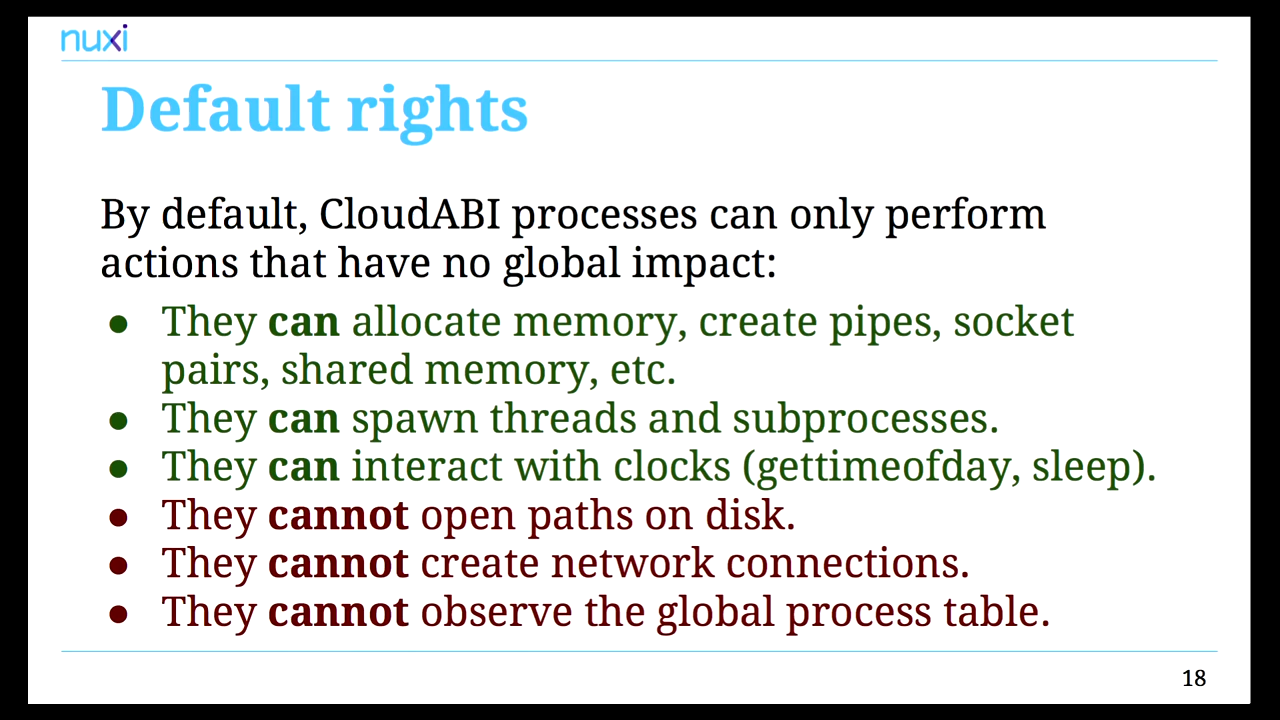 nuxi
Default rights
By default, CloudABI processes can only perform
actions that have no global impact:
● They can allocate memory, create pipes, socket
pairs, shared memory, etc.
● They can spawn threads and subprocesses.
● They can interact with clocks (gettimeofday, sleep).
● They cannot open paths on disk.
● They cannot create network connections.
● They cannot observe the global process table.
18